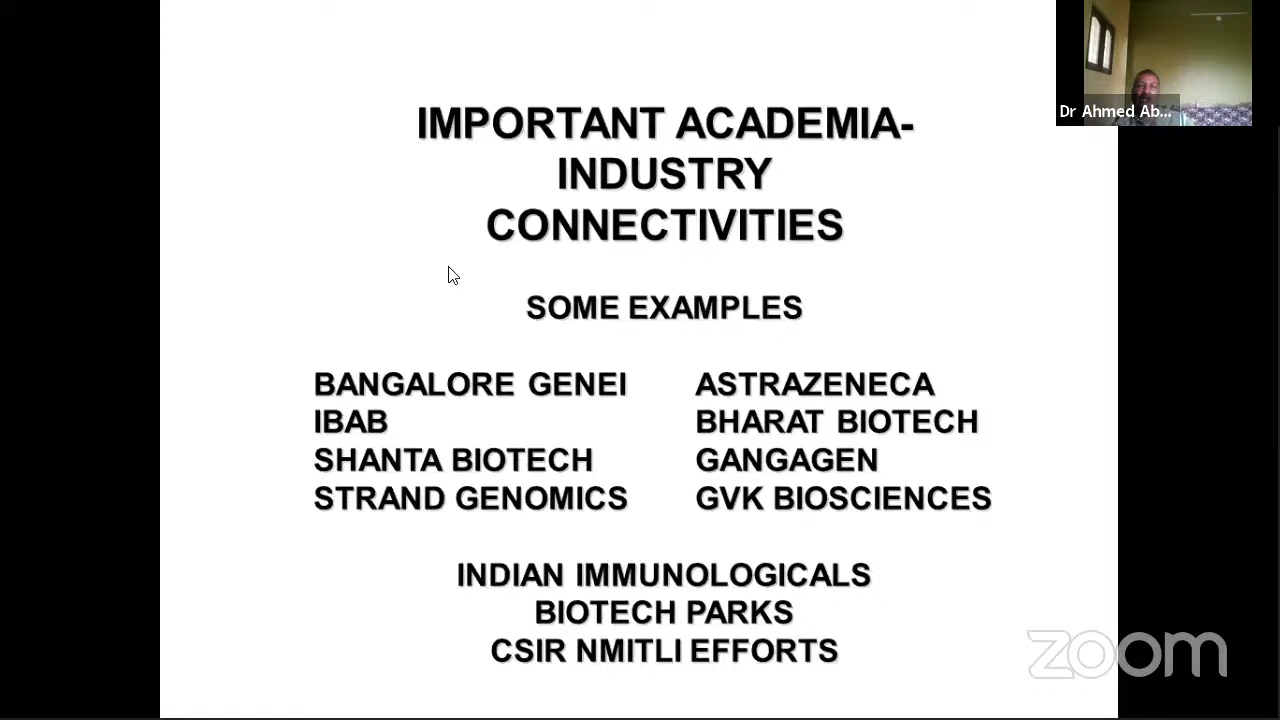 IMPORTANT ACADEMIA-
INDUSTRY
CONNECTIVITIES
Dr Ahmed Ab...
SOME EXAMPLES
BANGALORE GENEI
IBAB
SHANTA BIOTECH
STRAND GENOMICS
ASTRAZENECA
BHARAT BIOTECH
GANGAGEN
GVK BIOSCIENCES
INDIAN IMMUNOLOGICALS
BIOTECH PARKS
CSIR NMITLI EFFORTS
zoom